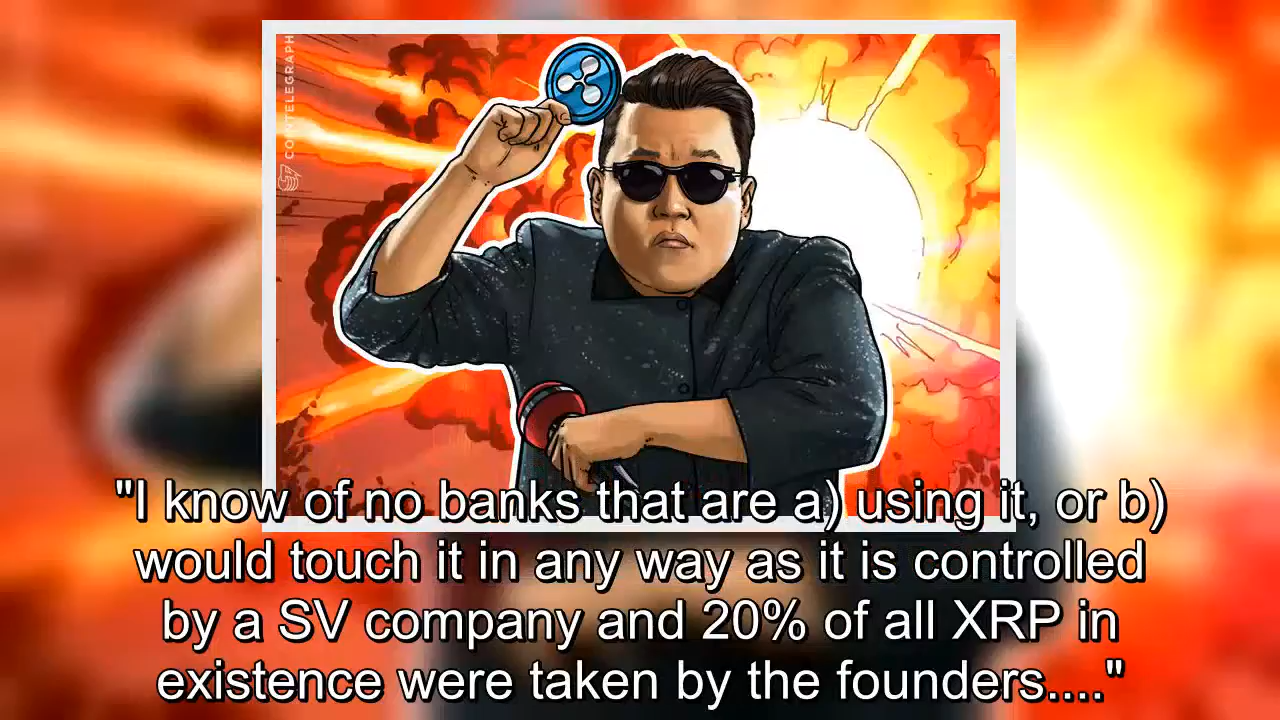 COINTELEGRAPH
"I know of no banks that are a) using it, or b)
would touch it in any way as it is controlled
by a SV company and 20% of all XRP in
existence were taken by the founders...."